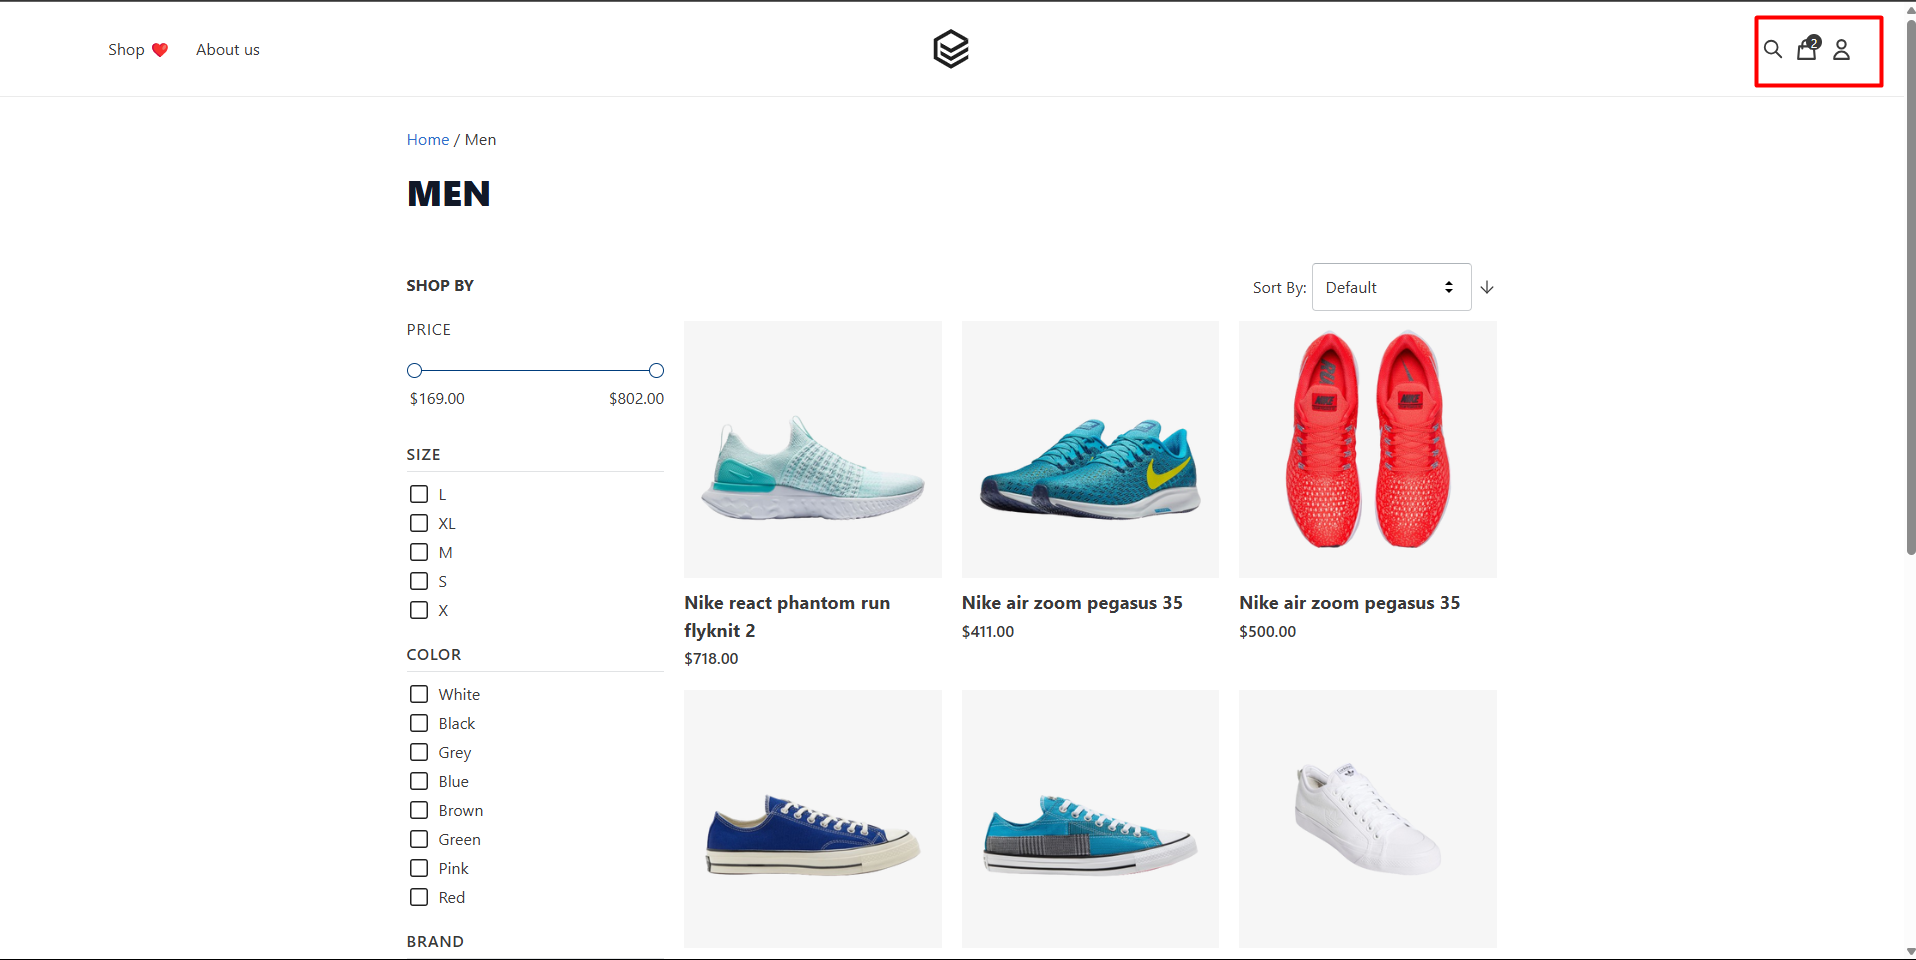 Shop ❤️ About us
2
Home / Men
MEN
SHOP BY
Sort By: Default
PRICE
$169.00 $802.00
SIZE
L
XL
M
S
X
COLOR
White
Black
Grey
Blue
Brown
Green
Pink
Red
BRAND
NIKE NIKE
Nike react phantom run
flyknit 2
$718.00
Nike air zoom pegasus 35
$411.00
Nike air zoom pegasus 35
$500.00